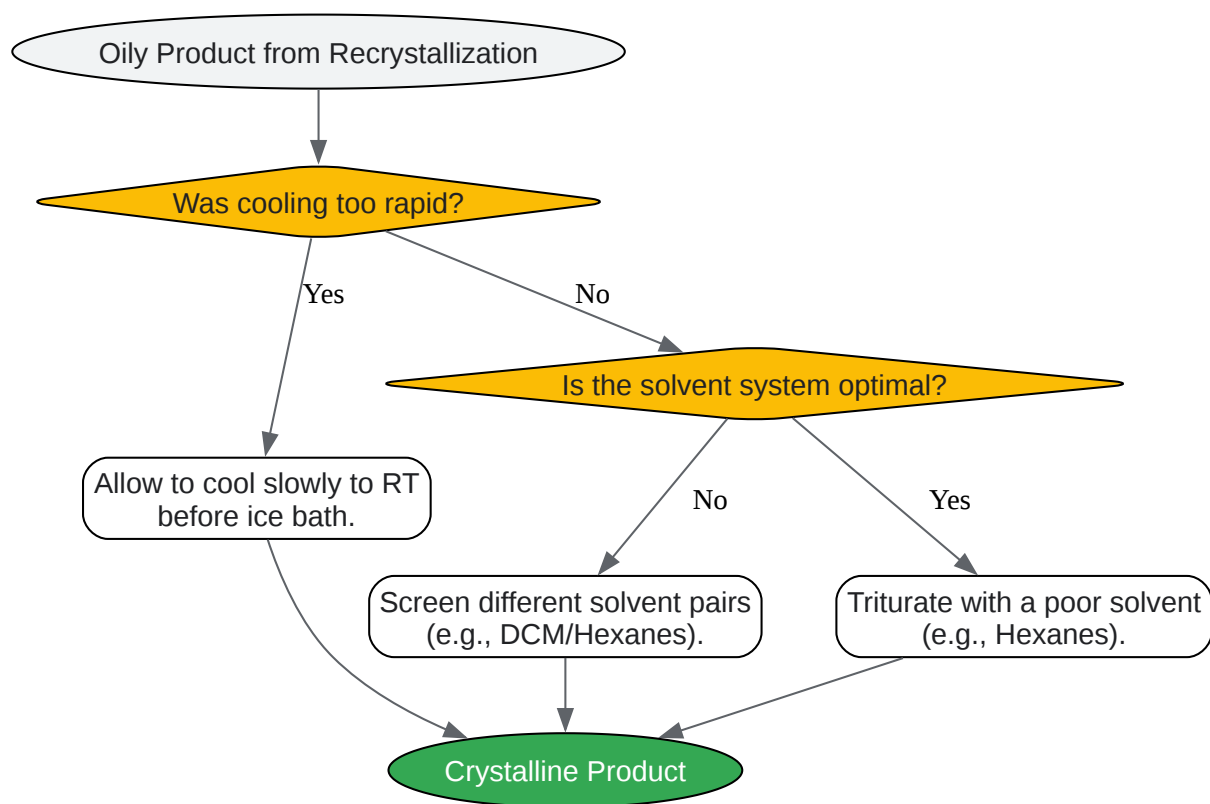 Oily Product from Recrystallization
Was cooling too rapid?
Yes
No
Is the solvent system optimal?
Allow to cool slowly to RT
before ice bath.
No
Yes
Screen different solvent pairs
(e.g., DCM/Hexanes).
Triturate with a poor solvent
(e.g., Hexanes).
Crystalline Product